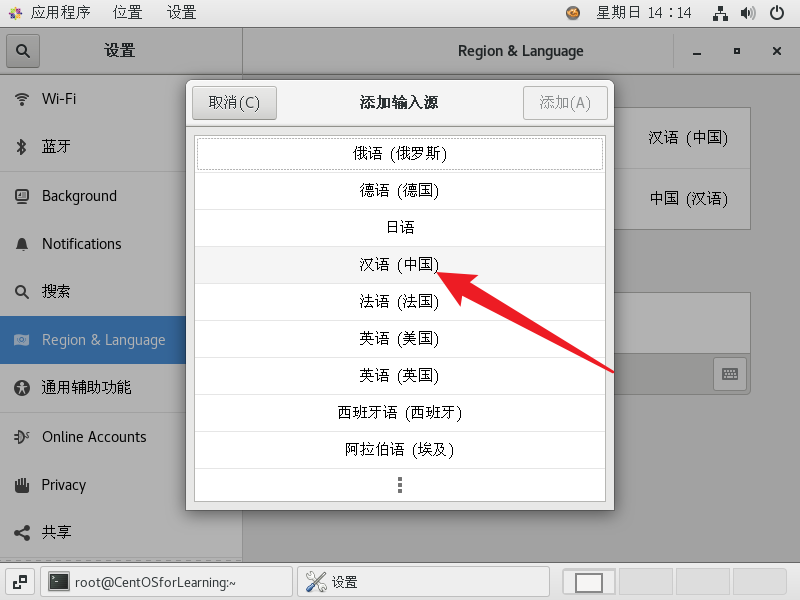 应用程序 位置 设置 星期日 14：14
设置 Region & Language
Wi-Fi
蓝牙
Background
Notifications
搜索
Region & Language
通用辅助功能
Online Accounts
Privacy
共享
取消(C) 添加输入源 添加(A)
俄语 (俄罗斯)
德语 (德国)
日语
汉语 (中国)
法语 (法国)
英语 (美国)
英语 (英国)
西班牙语 (西班牙)
阿拉伯语 (埃及)
汉语 (中国)
中国 (汉语)
root@CentOSforLearning:~ 设置